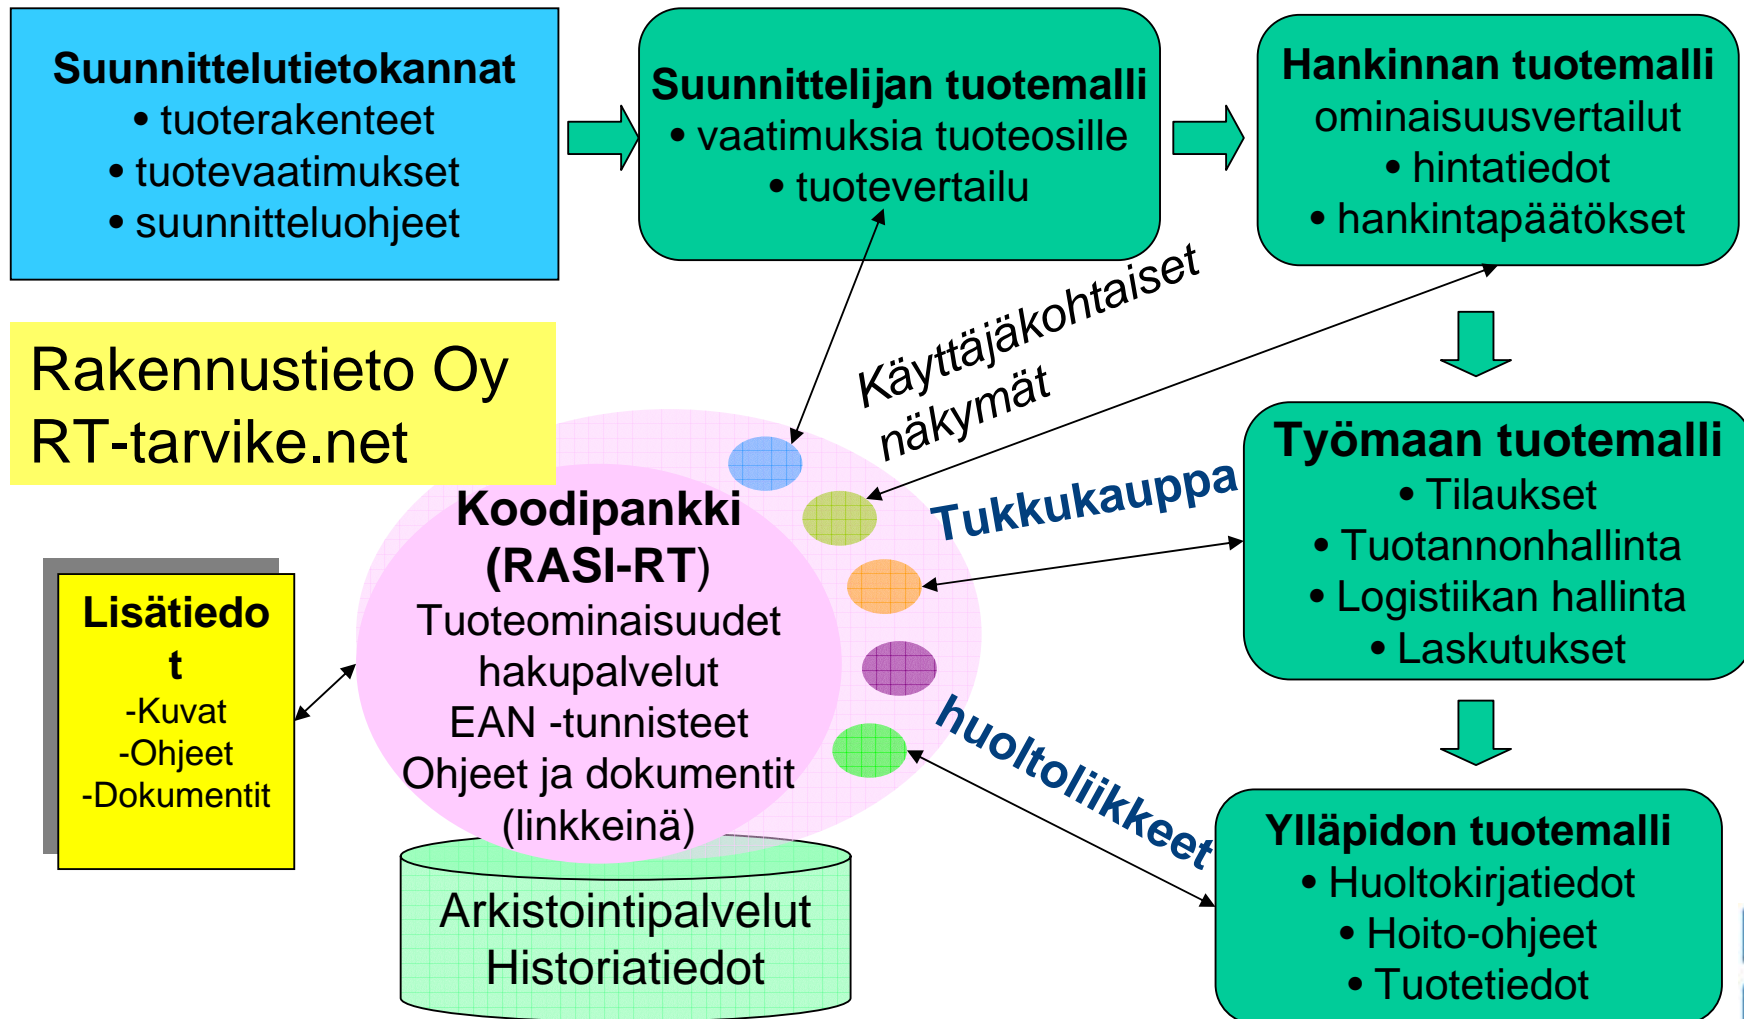 Suunnittelutietokannat
• tuoterakenteet
• tuotevaatimukset
• suunnitteluohjeet
Suunnittelijan tuotemalli
• vaatimuksia tuoteosille
• tuotevertailu
Hankinnan tuotemalli
ominaisuusvertailut
• hintatiedot
• hankintapäätökset
Rakennustieto Oy
RT-tarvike.net
Käyttäjäkohtaiset
näkymät
Työmaan tuotemalli
• Tilaukset
• Tuotannonhallinta
• Logistiikan hallinta
• Laskutukset
Tukkukauppa
Koodipankki
(RASI-RT)
Tuoteominaisuudet
hakupalvelut
EAN -tunnisteet
Ohjeet ja dokumentit
(linkkeinä)
Lisätiedo
t
-Kuvat
-Ohjeet
-Dokumentit
huoltoliikkeet
Ylläpidon tuotemalli
• Huoltokirjatiedot
• Hoito-ohjeet
• Tuotetiedot
Arkistointipalvelut
Historiatiedot